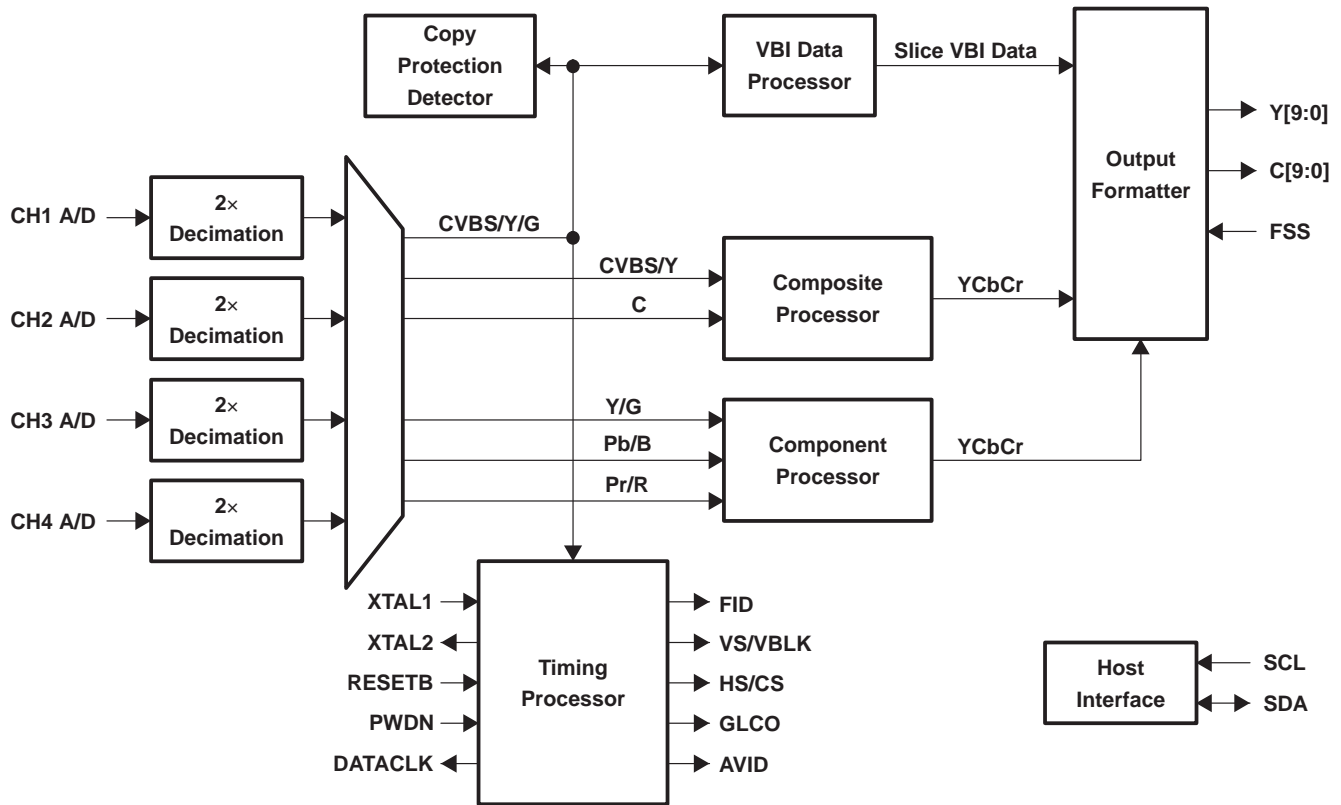 Copy
Protection
Detector
VBI Data
Processor
Slice VBI Data
Output
Formatter
Y[9:0]
C[9:0]
FSS
CH1 A/D
2×
Decimation
CVBS/Y/G
CVBS/Y
C
Composite
Processor
YCbCr
CH2 A/D
2×
Decimation
CH3 A/D
2×
Decimation
Y/G
Pb/B
Pr/R
Component
Processor
YCbCr
CH4 A/D
2×
Decimation
XTAL1
XTAL2
RESETB
PWDN
DATACLK
Timing
Processor
FID
VS/VBLK
HS/CS
GLCO
AVID
Host
Interface
SCL
SDA